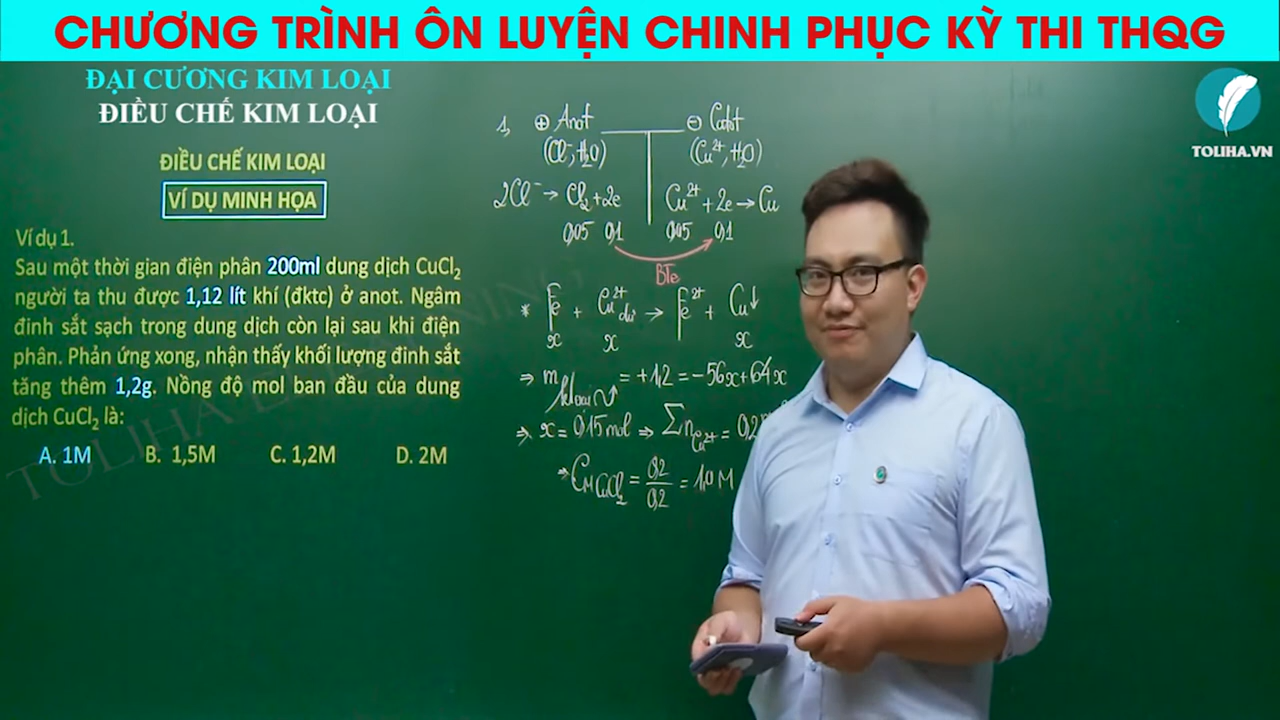 CHƯƠNG TRÌNH ÔN LUYỆN CHINH PHỤC KỲ THI THQG
ĐẠI CƯƠNG KIM LOẠI
ĐIỀU CHẾ KIM LOẠI
TOLIHA.VN
ĐIỀU CHẾ KIM LOẠI
VÍ DỤ MINH HỌA
Ví dụ 1.
Sau một thời gian điện phân 200ml dung dịch CuCl₂
người ta thu được 1,12 lít khí (đktc) ở anot. Ngâm
đinh sắt sạch trong dung dịch còn lại sau khi điện
phân. Phản ứng xong, nhận thấy khối lượng đinh sắt
tăng thêm 1,2g. Nồng độ mol ban đầu của dung
dịch CuCl₂ là:
A. 1M B. 1,5M C. 1,2M D. 2M
1, ⊕ Anot ⊖ Catot
(Cl⁻, H₂O) (Cu²⁺, H₂O)
2Cl⁻ → Cl₂ + 2e Cu²⁺ + 2e → Cu
0,05 0,1 0,05 0,1
BTe
* Fe + Cu²⁺dư → Fe²⁺ + Cu↓
x x x
⇒ m kloại ↑ = +1,2 = −56x + 64x
⇒ x = 0,15 mol ⇒ ∑n Cu²⁺ = 0,2
⇒ CM CuCl₂ = 0,2/0,2 = 1,0 M